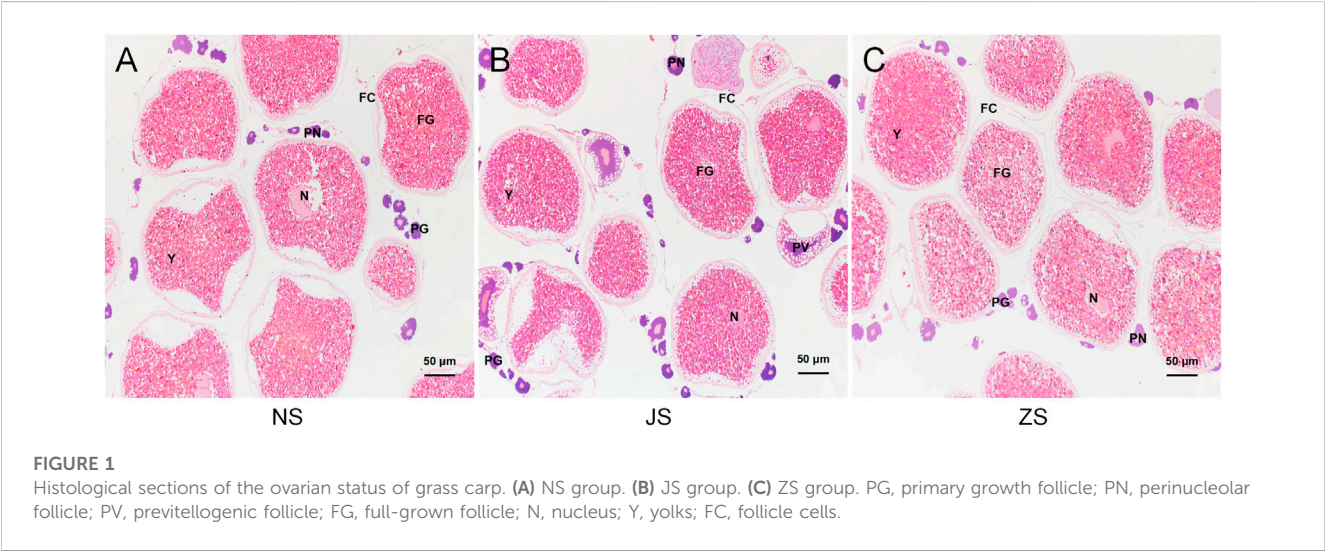 A
FC
FG
PN
N
PG
Y
50 µm
NS
B
PN
FC
FG
Y
PV
N
PG
50 µm
JS
C
FC
Y
FG
PG
N
PN
50 µm
ZS
FIGURE 1
Histological sections of the ovarian status of grass carp. (A) NS group. (B) JS group. (C) ZS group. PG, primary growth follicle; PN, perinucleolar
follicle; PV, previtellogenic follicle; FG, full-grown follicle; N, nucleus; Y, yolks; FC, follicle cells.